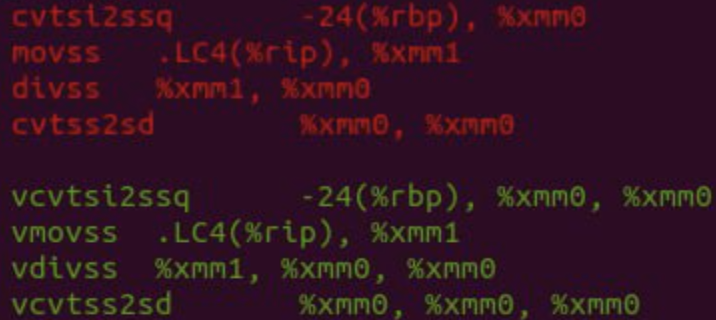 cvtsi2ssq -24(%rbp), %xmm0
movss .LC4(%rip), %xmm1
divss %xmm1, %xmm0
cvtss2sd %xmm0, %xmm0
vcvtsi2ssq -24(%rbp), %xmm0, %xmm0
vmovss .LC4(%rip), %xmm1
vdivss %xmm1, %xmm0, %xmm0
vcvtss2sd %xmm0, %xmm0, %xmm0